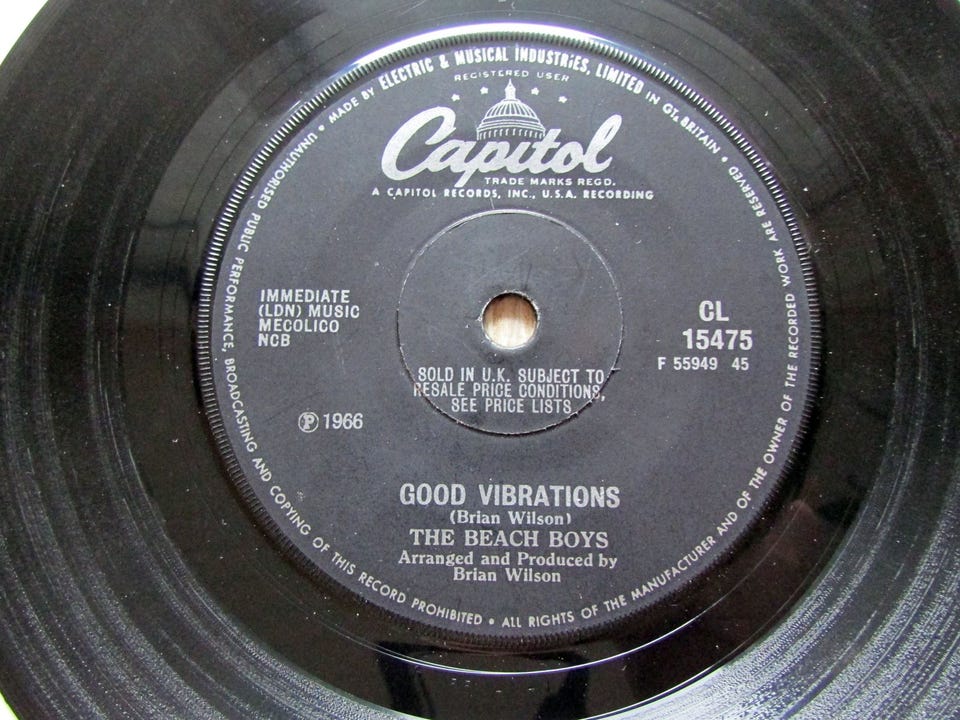 UNAUTHORISED PUBLIC PERFORMANCE, BROADCASTING AND COPYING OF THIS RECORD PROHIBITED • ALL RIGHTS OF THE MANUFACTURER AND OF THE OWNER OF THE RECORDED WORK ARE RESERVED •
MADE BY ELECTRIC & MUSICAL INDUSTRIES, LIMITED IN GT. BRITAIN •
REGISTERED USER
Capitol
TRADE MARKS REGD.
A CAPITOL RECORDS, INC., U.S.A. RECORDING
IMMEDIATE
(LDN) MUSIC
MECOLICO
NCB
CL
15475
F 55949 45
SOLD IN U.K. SUBJECT TO
RESALE PRICE CONDITIONS,
SEE PRICE LISTS
Ⓟ 1966
GOOD VIBRATIONS
(Brian Wilson)
THE BEACH BOYS
Arranged and Produced by
Brian Wilson